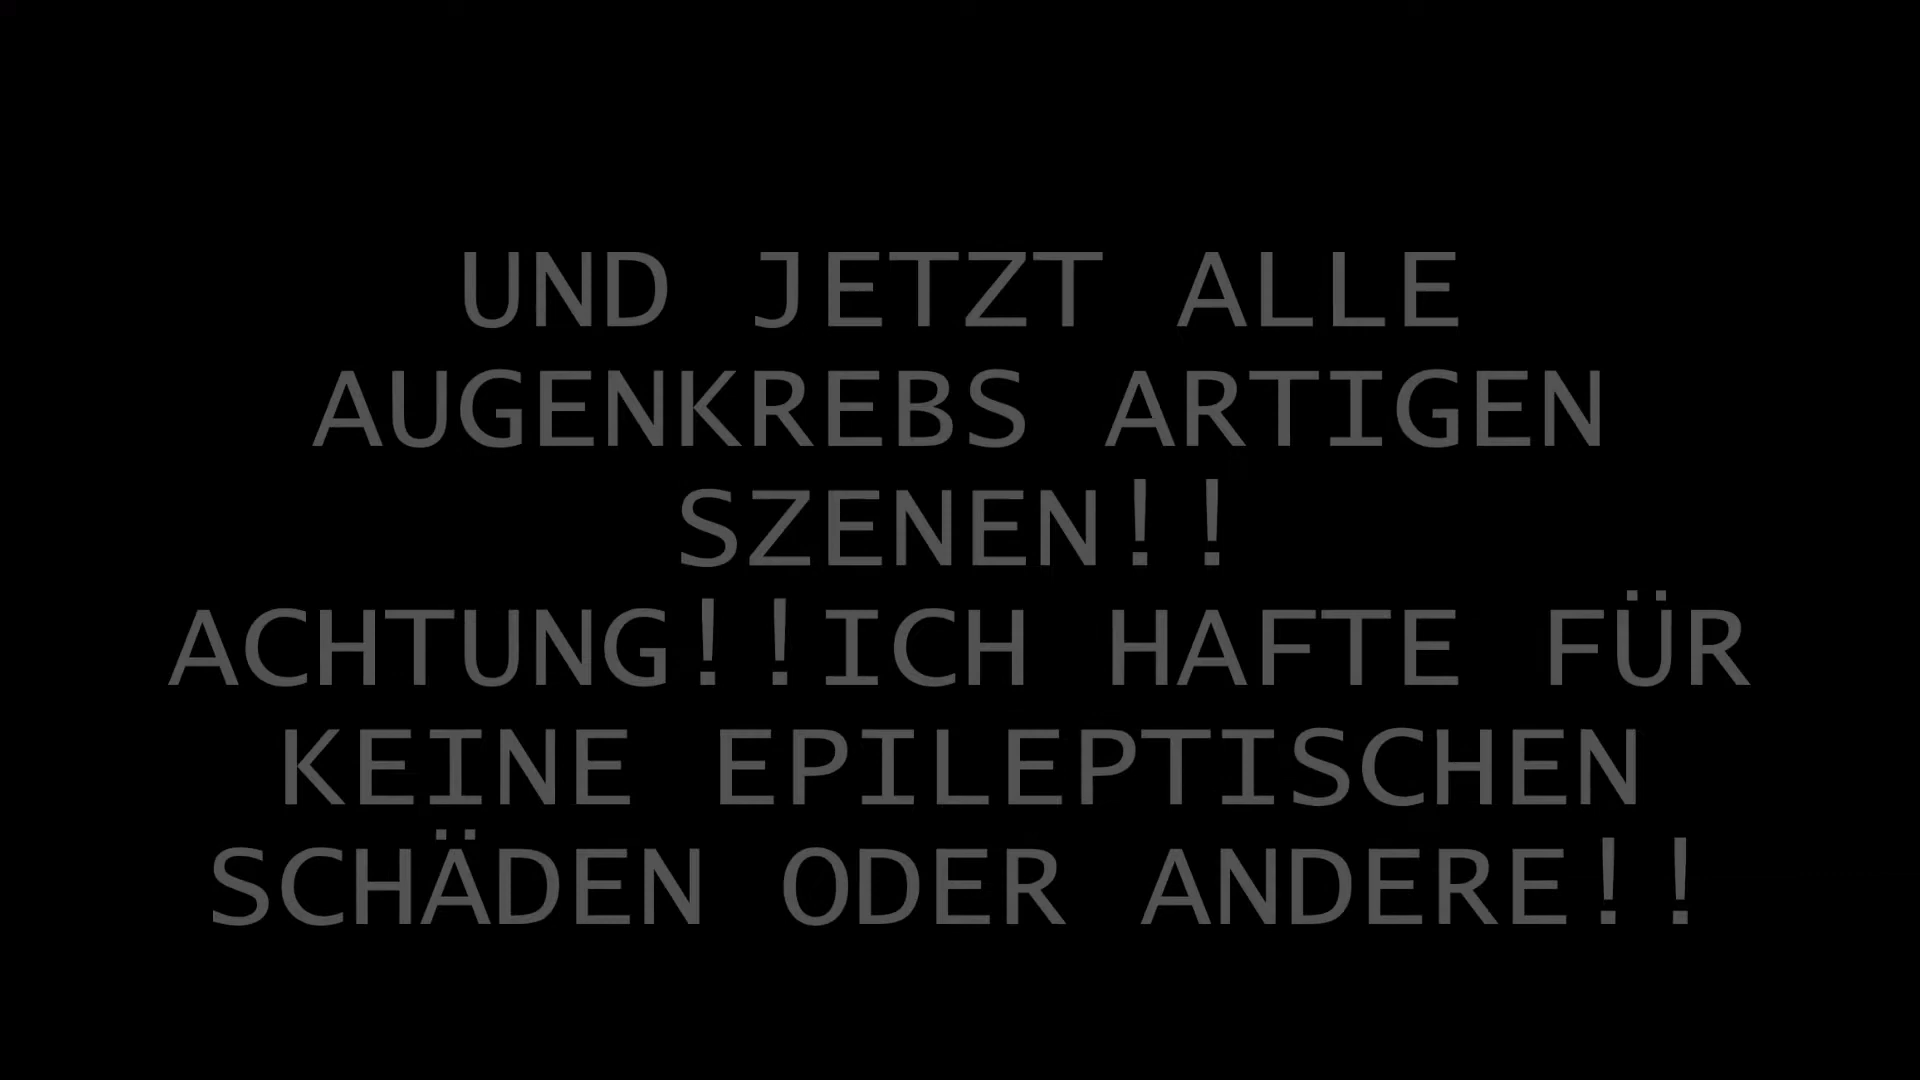 UND JETZT ALLE
AUGENKREBS ARTIGEN
SZENEN!!
ACHTUNG!!ICH HAFTE FÜR
KEINE EPILEPTISCHEN
SCHÄDEN ODER ANDERE!!